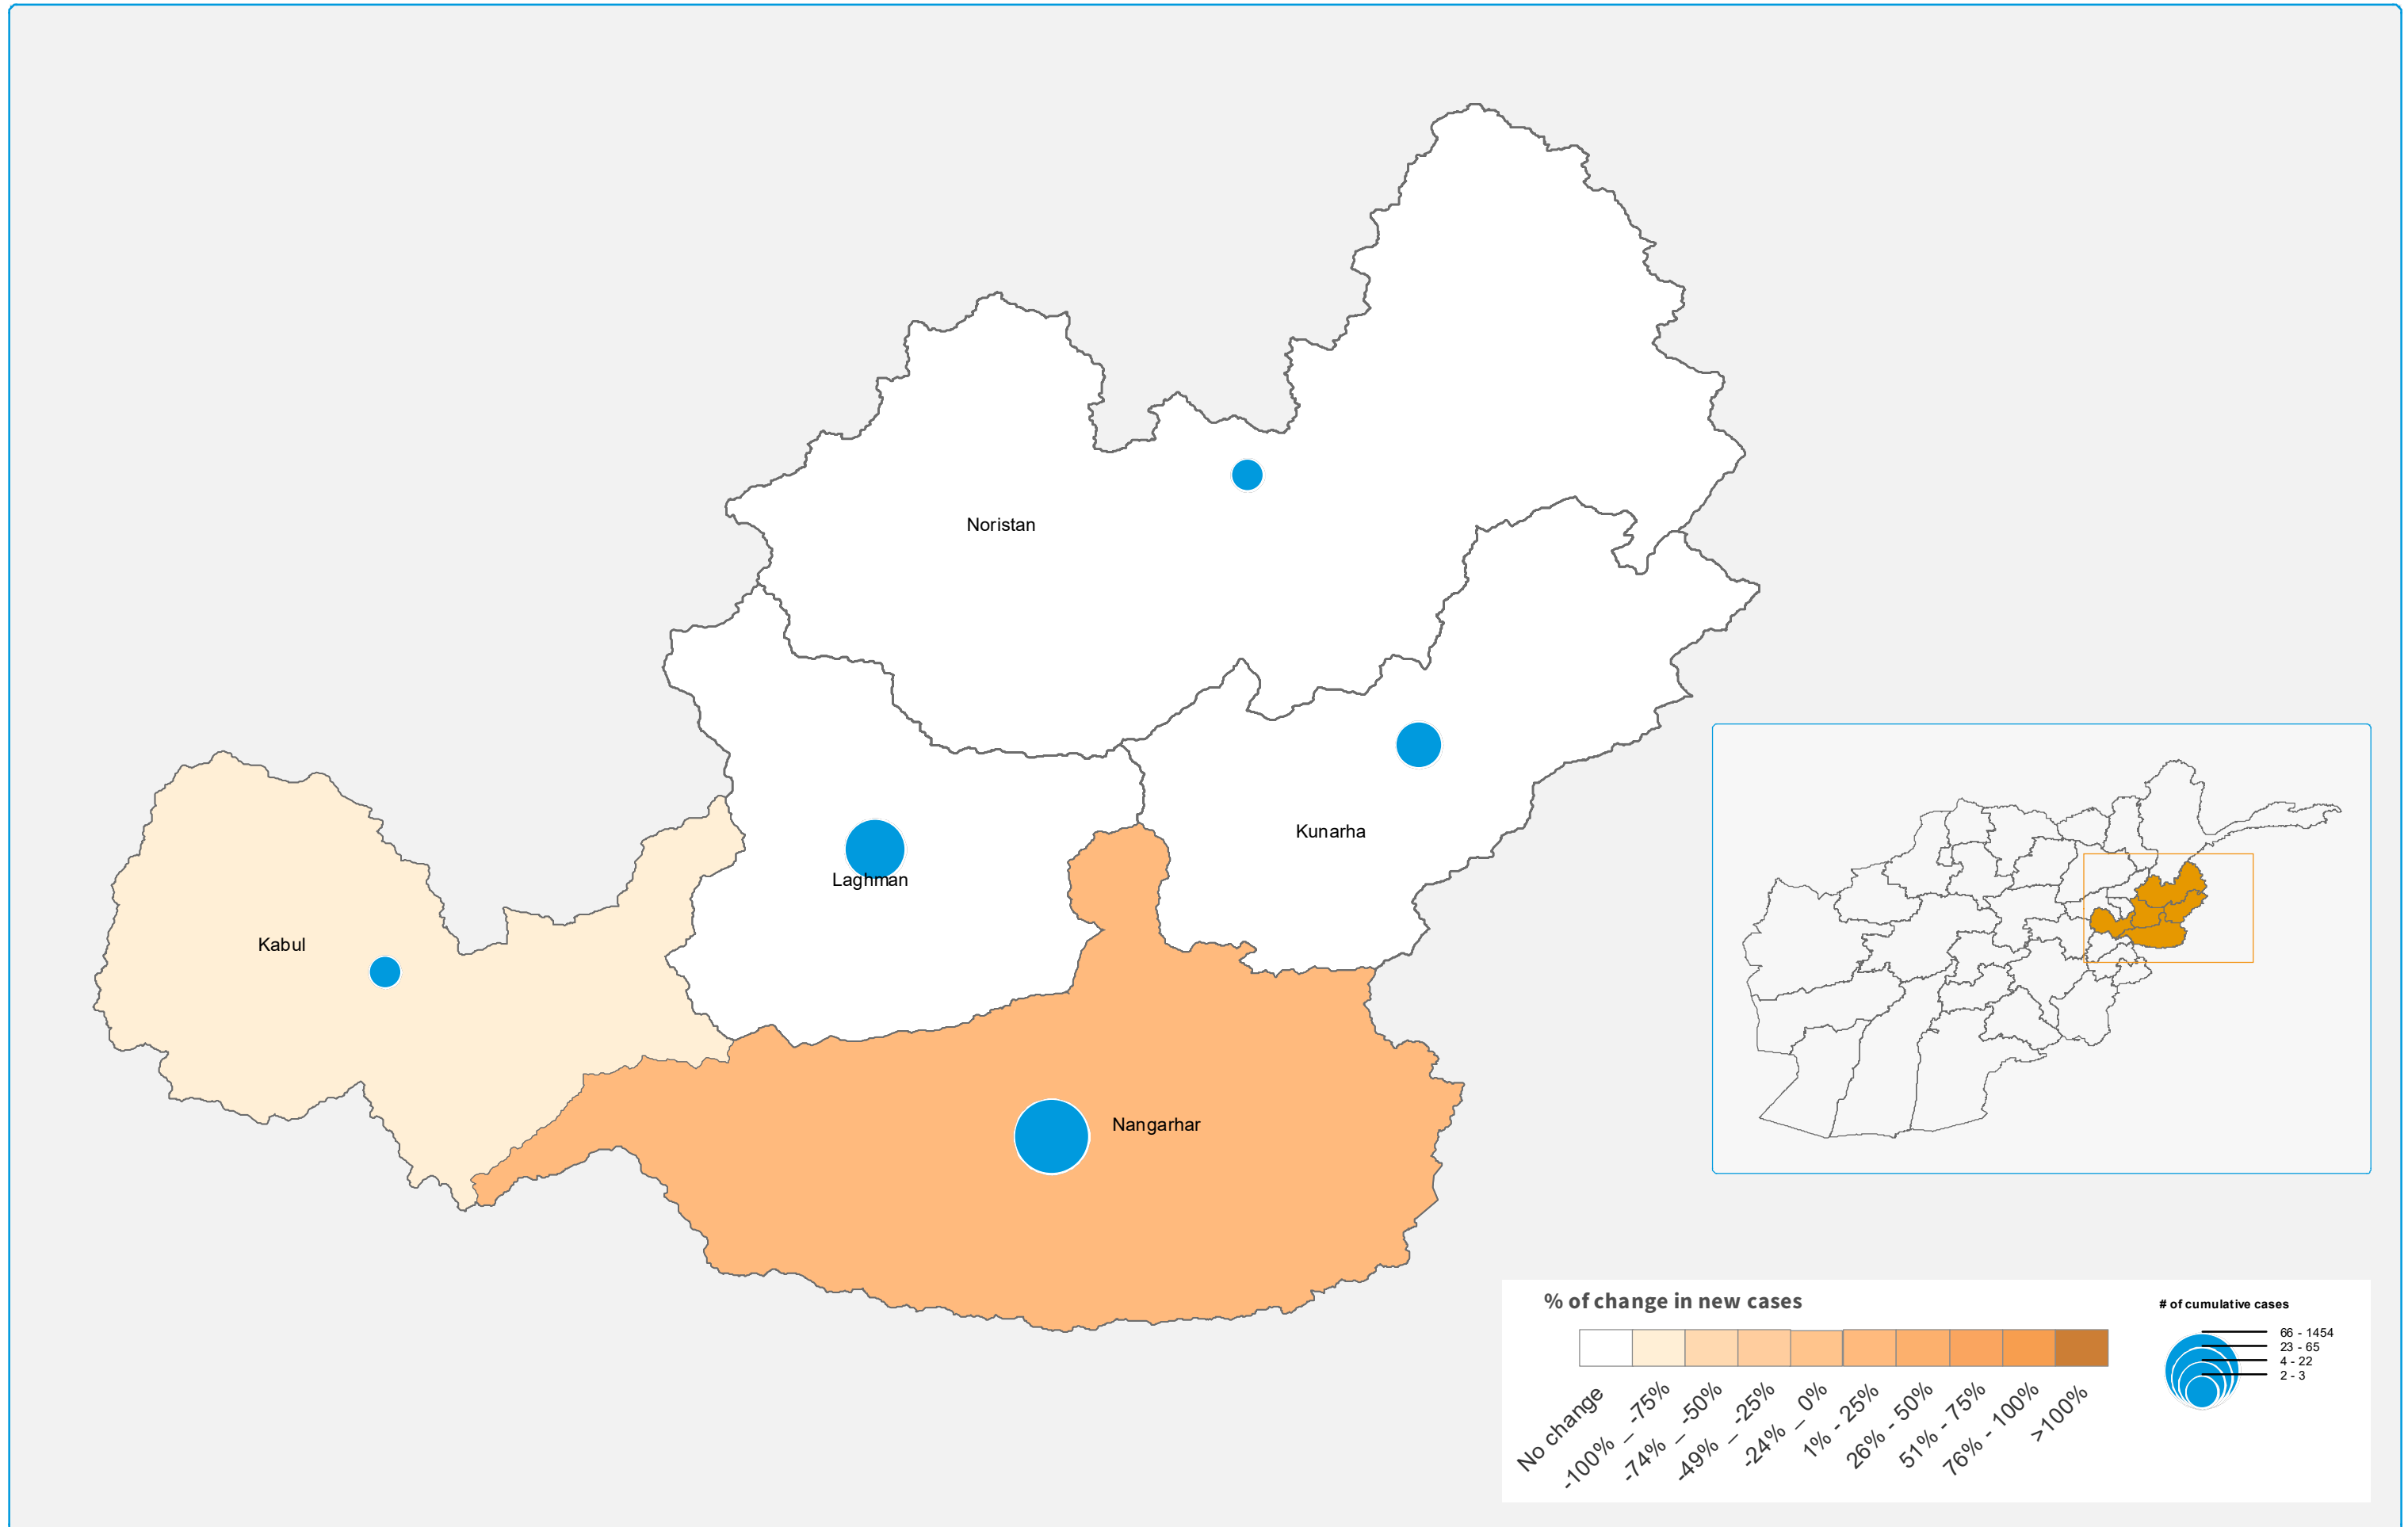 Noristan
Kunarha
Laghman
Kabul
Nangarhar
% of change in new cases
No change
-100% – -75%
-74% – -50%
-49% – -25%
-24% – 0%
1% - 25%
26% - 50%
51% - 75%
76% - 100%
>100%
# of cumulative cases
66 - 1454
23 - 65
4 - 22
2 - 3